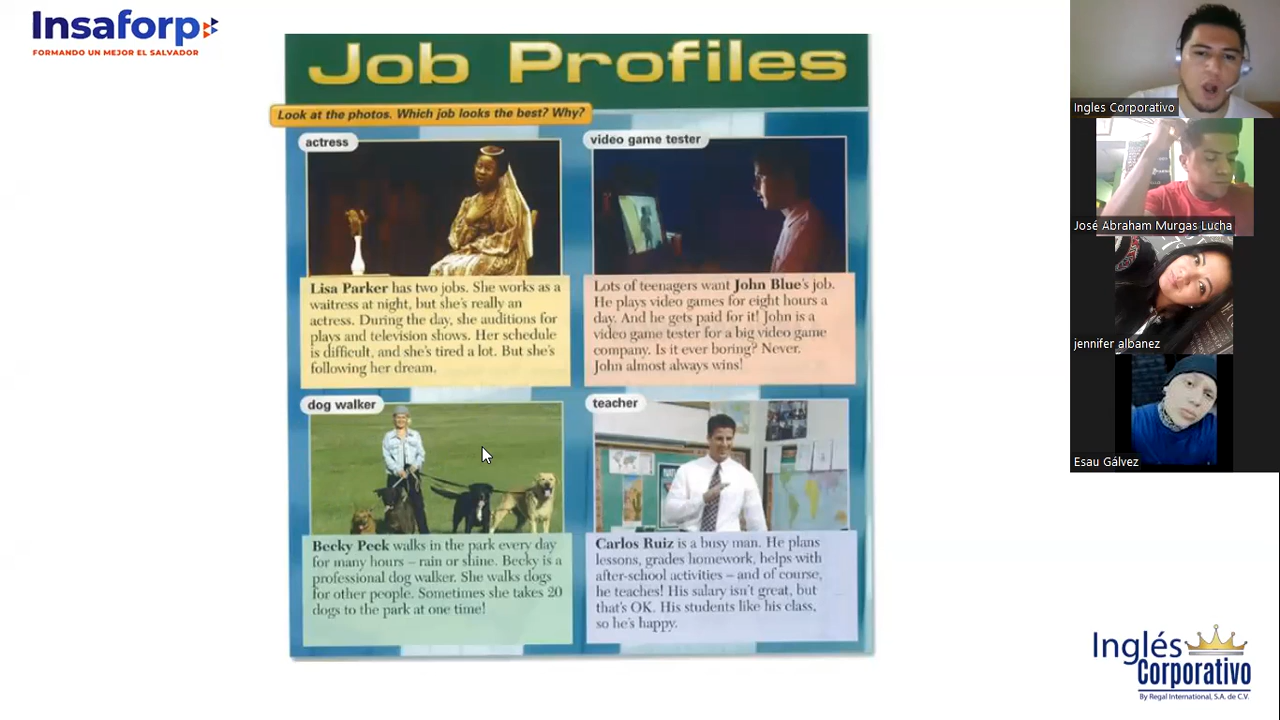 Insaforp
FORMANDO UN MEJOR EL SALVADOR
Job Profiles
Look at the photos. Which job looks the best? Why?
actress
Lisa Parker has two jobs. She works as a
waitress at night, but she's really an
actress. During the day, she auditions for
plays and television shows. Her schedule
is difficult, and she's tired a lot. But she's
following her dream.
video game tester
Lots of teenagers want John Blue's job.
He plays video games for eight hours a
day. And he gets paid for it! John is a
video game tester for a big video game
company. Is it ever boring? Never.
John almost always wins!
dog walker
Becky Peek walks in the park every day
for many hours – rain or shine. Becky is a
professional dog walker. She walks dogs
for other people. Sometimes she takes 20
dogs to the park at one time!
teacher
Carlos Ruiz is a busy man. He plans
lessons, grades homework, helps with
after-school activities – and of course,
he teaches! His salary isn't great, but
that's OK. His students like his class,
so he's happy.
Ingles Corporativo
José Abraham Murgas Lucha
jennifer albanez
Esau Gálvez
Inglés
Corporativo
By Regal International, S.A. de C.V.